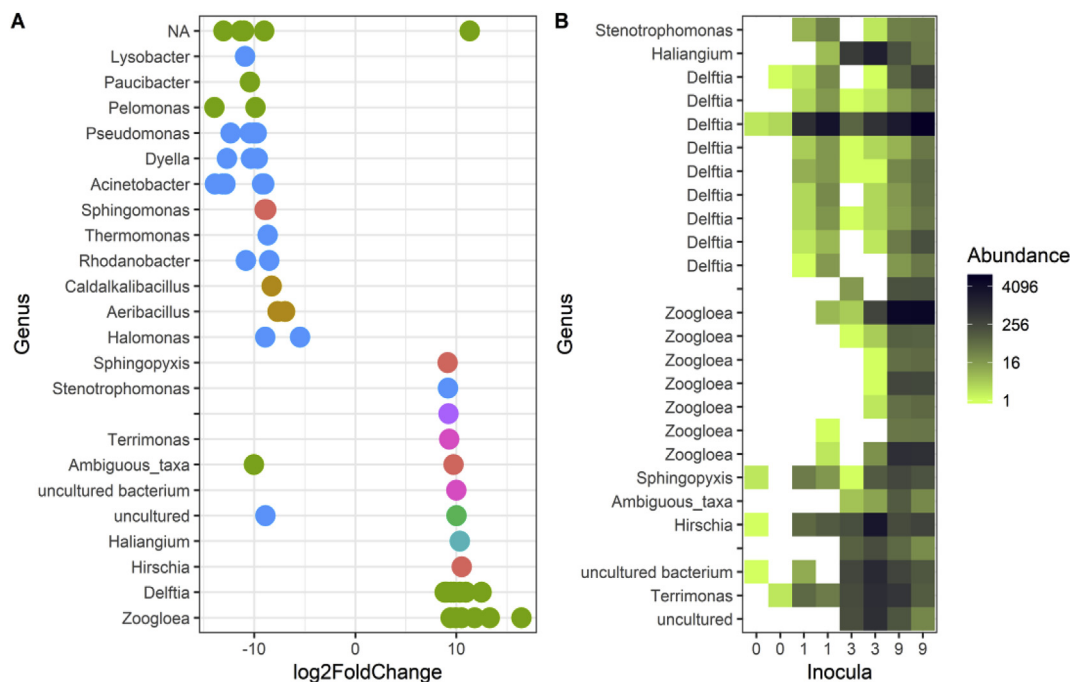 A
NA
Lysobacter
Paucibacter
Pelomonas
Pseudomonas
Dyella
Acinetobacter
Sphingomonas
Thermomonas
Rhodanobacter
Caldalkalibacillus
Aeribacillus
Halomonas
Sphingopyxis
Stenotrophomonas
Terrimonas
Ambiguous_taxa
uncultured bacterium
uncultured
Haliangium
Hirschia
Delftia
Zoogloea
Genus
-10 0 10
log2FoldChange
B
Stenotrophomonas
Haliangium
Delftia
Delftia
Delftia
Delftia
Delftia
Delftia
Delftia
Delftia
Delftia
Zoogloea
Zoogloea
Zoogloea
Zoogloea
Zoogloea
Zoogloea
Zoogloea
Sphingopyxis
Ambiguous_taxa
Hirschia
uncultured bacterium
Terrimonas
uncultured
Genus
0 0 1 1 3 3 9 9
Inocula
Abundance
4096
256
16
1